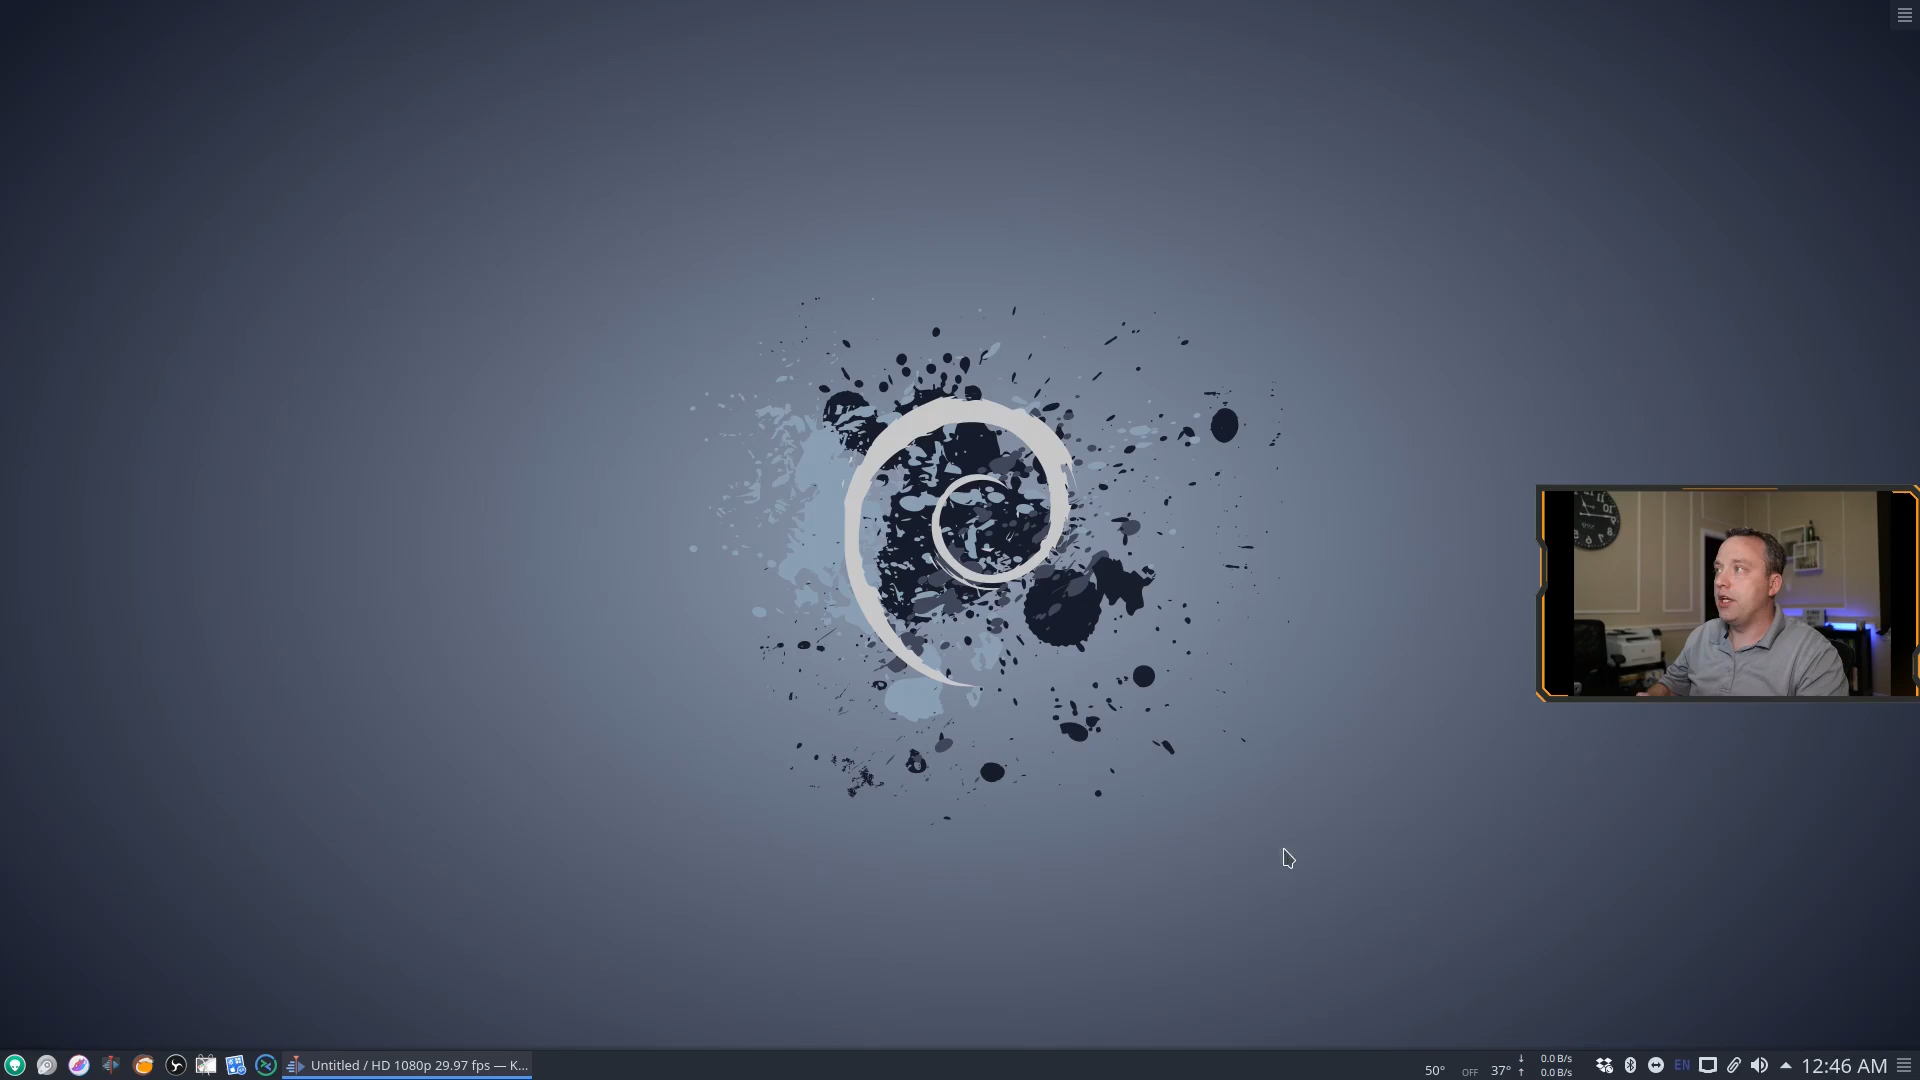 Untitled / HD 1080p 29.97 fps — K...
50°
OFF
37°
↓ 0.0 B/s
↑ 0.0 B/s
EN
12:46 AM